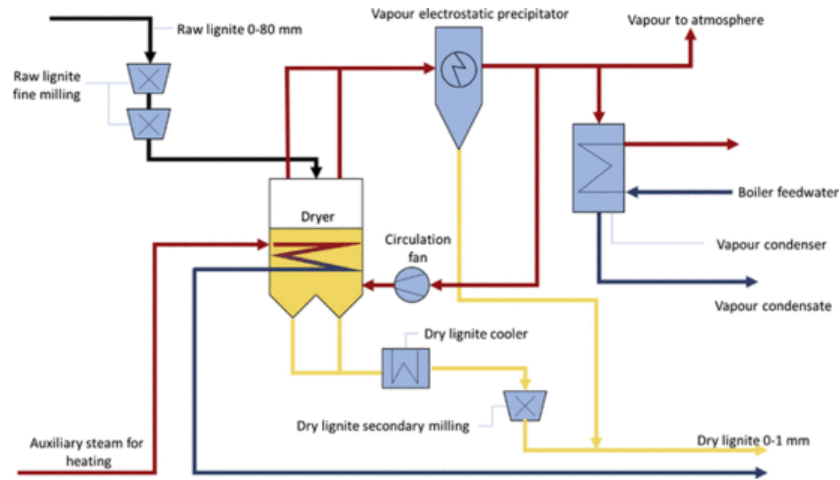 Vapour electrostatic precipitator
Vapour to atmosphere
Raw lignite 0-80 mm
Raw lignite
fine milling
Dryer
Circulation
fan
Boiler feedwater
Vapour condenser
Vapour condensate
Dry lignite cooler
Dry lignite secondary milling
Auxiliary steam for
heating
Dry lignite 0-1 mm